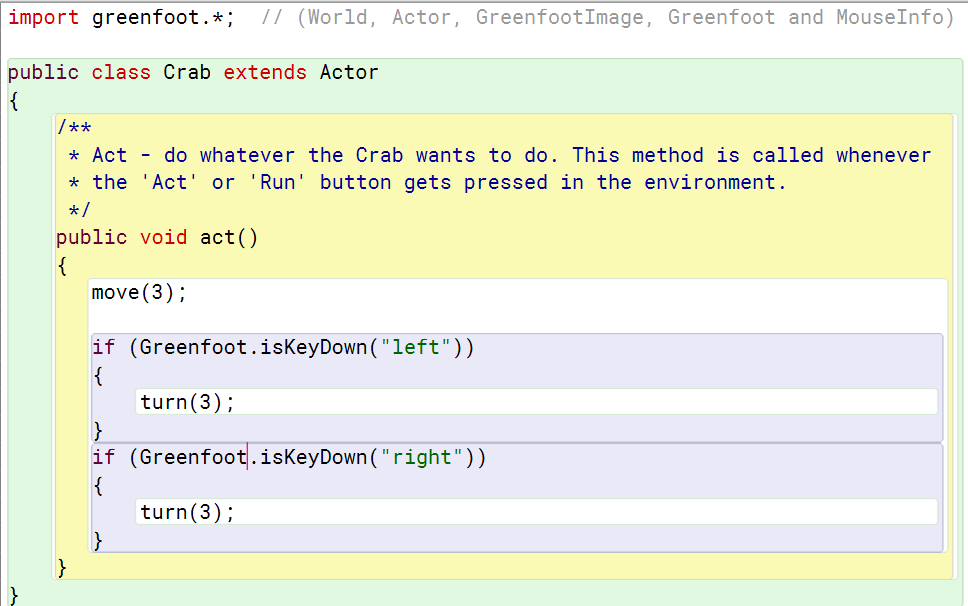 import greenfoot.*;  // (World, Actor, GreenfootImage, Greenfoot and MouseInfo)
public class Crab extends Actor
{
/**
* Act - do whatever the Crab wants to do. This method is called whenever
* the 'Act' or 'Run' button gets pressed in the environment.
*/
public void act()
{
move(3);
if (Greenfoot.isKeyDown("left"))
{
turn(3);
}
if (Greenfoot.isKeyDown("right"))
{
turn(3);
}
}
}